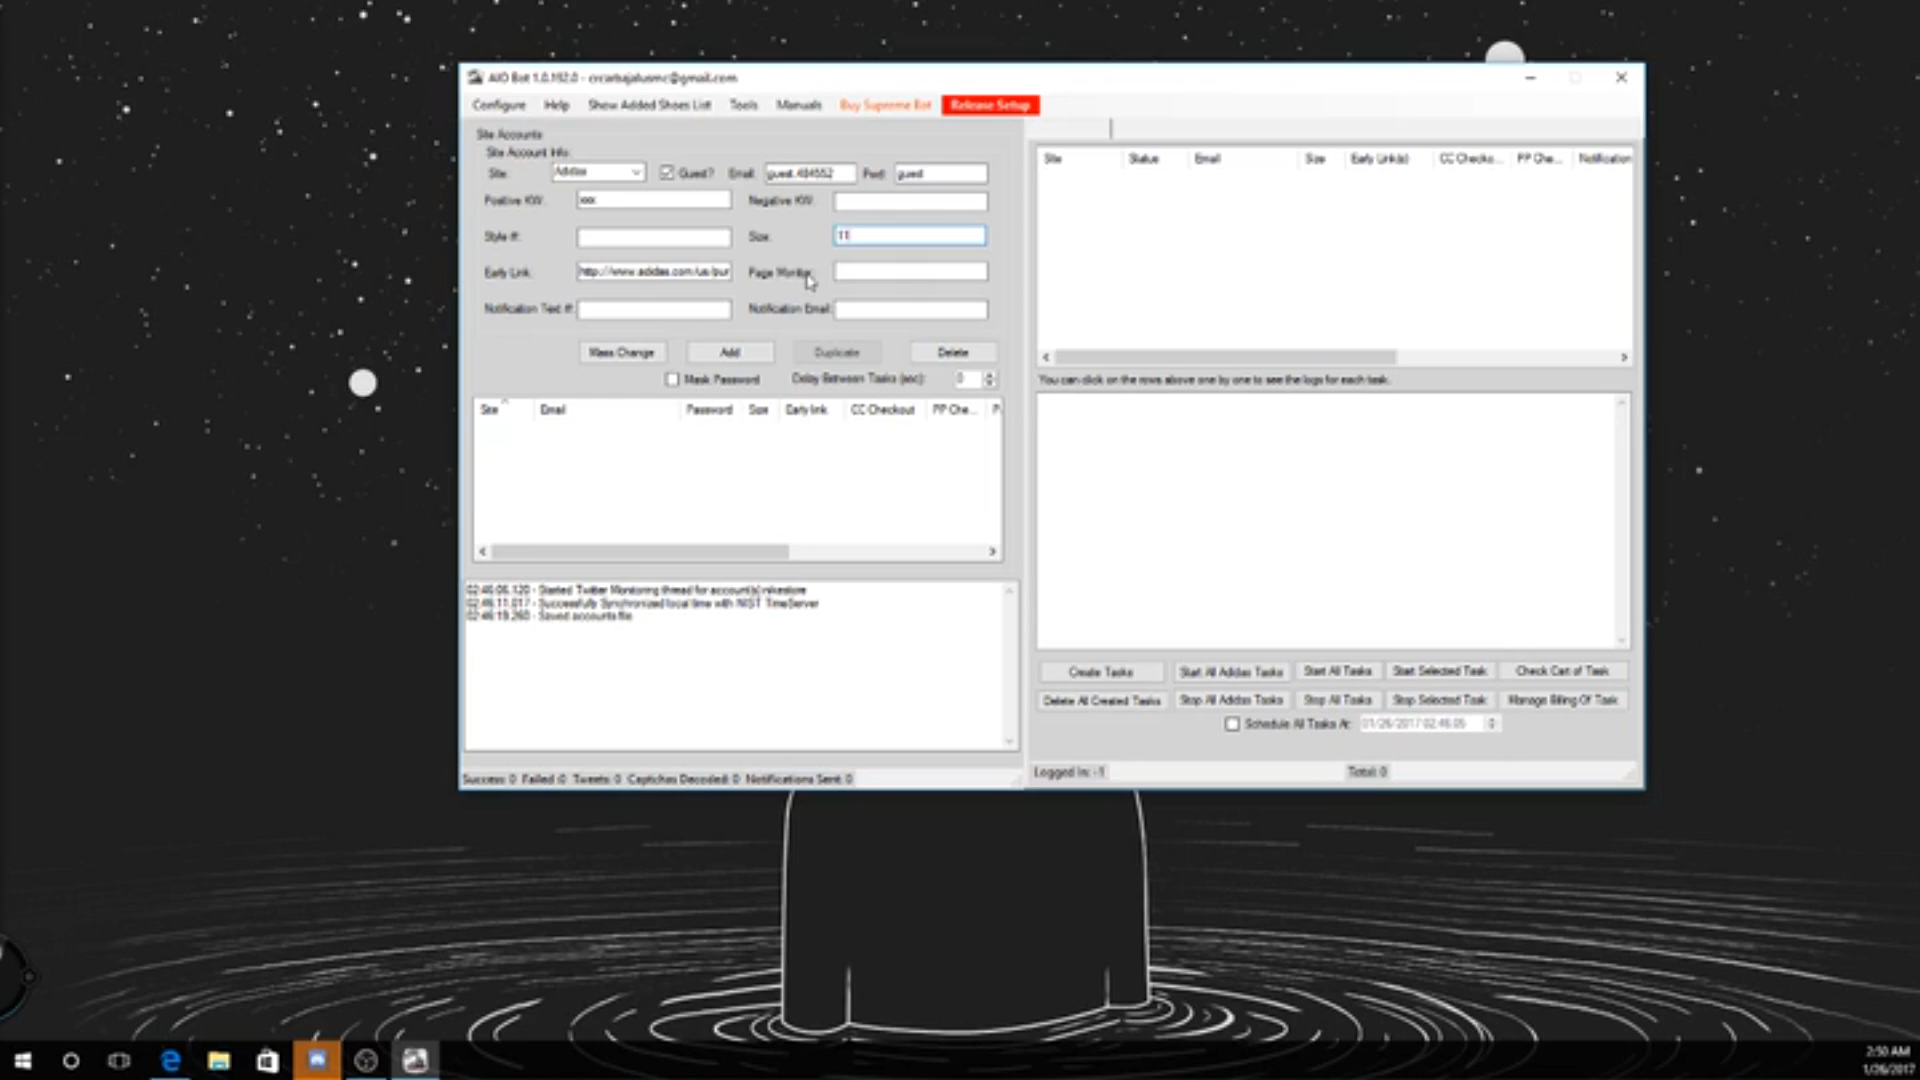 AIO Bot 1.0.152.0 -
Configure Help Show Added Shoes List Tools Manuals Buy Supreme Bot Release Setup
Site Accounts
Site Account Info:
Site: Adidas Guest? Email: guest.484552 Pwd: guest
Positive KW: xxx Negative KW:
Style #: Size: 11
Early Link: http://www.adidas.com/us/pur Page Monitor:
Notification Text #: Notification Email:
Mass Change Add Duplicate Delete
Mask Password Delay Between Tasks (sec): 0
Site Email Password Size Early link CC Checkout PP Che... P
02:46:06.120 - Started Twitter Monitoring thread for account(s) nikestore
02:46:11.017 - Successfully Synchronized local time with NIST TimeServer
02:46:19.260 - Saved accounts file
Success: 0 Failed: 0 Tweets: 0 Captchas Decoded: 0 Notifications Sent: 0
Site Status Email Size Early Link(s) CC Checko... PP Che... Notification
You can click on the rows above one by one to see the logs for each task.
Create Tasks Start All Adidas Tasks Start All Tasks Start Selected Task Check Cart of Task
Delete All Created Tasks Stop All Adidas Tasks Stop All Tasks Stop Selected Task Manage Billing Of Task
Schedule All Tasks At: 01/26/2017 02:46:05
Logged In: -1 Total: 0
2:50 AM
1/26/2017